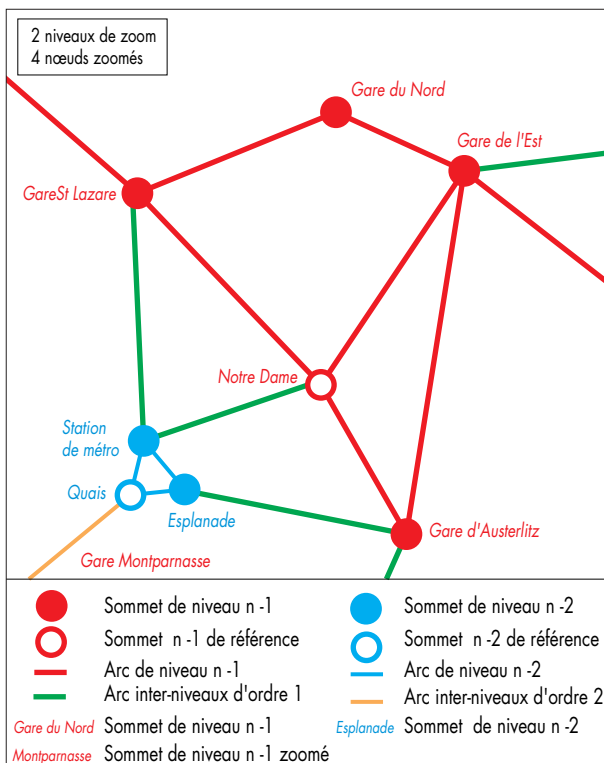 2 niveaux de zoom
4 nœuds zoomés
Gare du Nord
Gare de l'Est
GareSt Lazare
Notre Dame
Station
de métro
Quais
Esplanade
Gare d'Austerlitz
Gare Montparnasse
Sommet de niveau n -1
Sommet n -1 de référence
Arc de niveau n -1
Arc inter-niveaux d'ordre 1
Gare du Nord Sommet de niveau n -1
Montparnasse Sommet de niveau n -1 zoomé
Sommet de niveau n -2
Sommet n -2 de référence
Arc de niveau n -2
Arc inter-niveaux d'ordre 2
Esplanade Sommet de niveau n -2